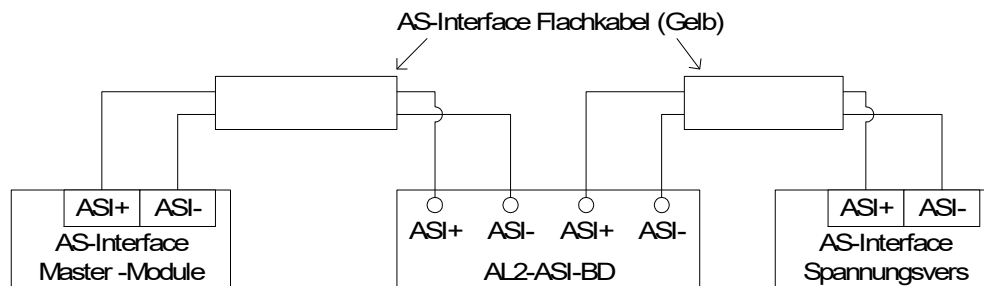 AS-Interface Flachkabel (Gelb)
ASI+ ASI-
AS-Interface
Master -Module
ASI+ ASI- ASI+ ASI-
AL2-ASI-BD
ASI+ ASI-
AS-Interface
Spannungsvers